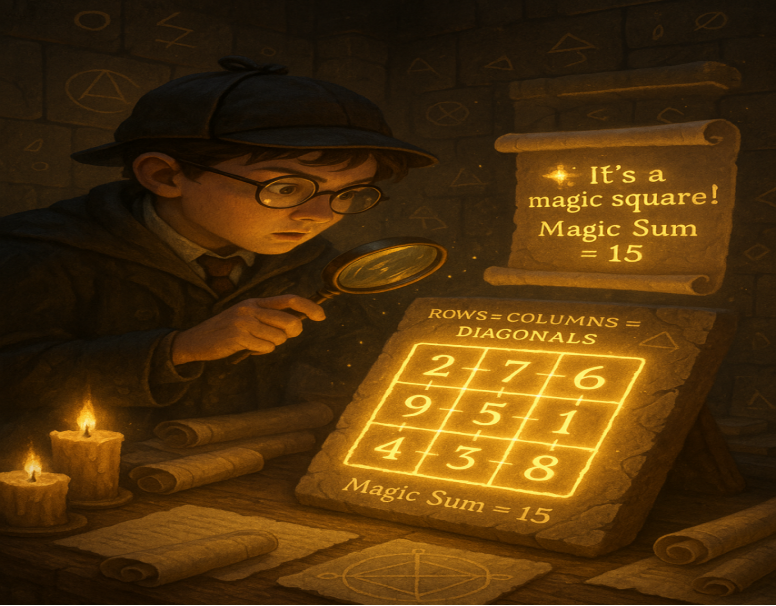 It's a
magic square!
Magic Sum
= 15
ROWS = COLUMNS =
DIAGONALS
2 7 6
9 5 1
4 3 8
Magic Sum = 15